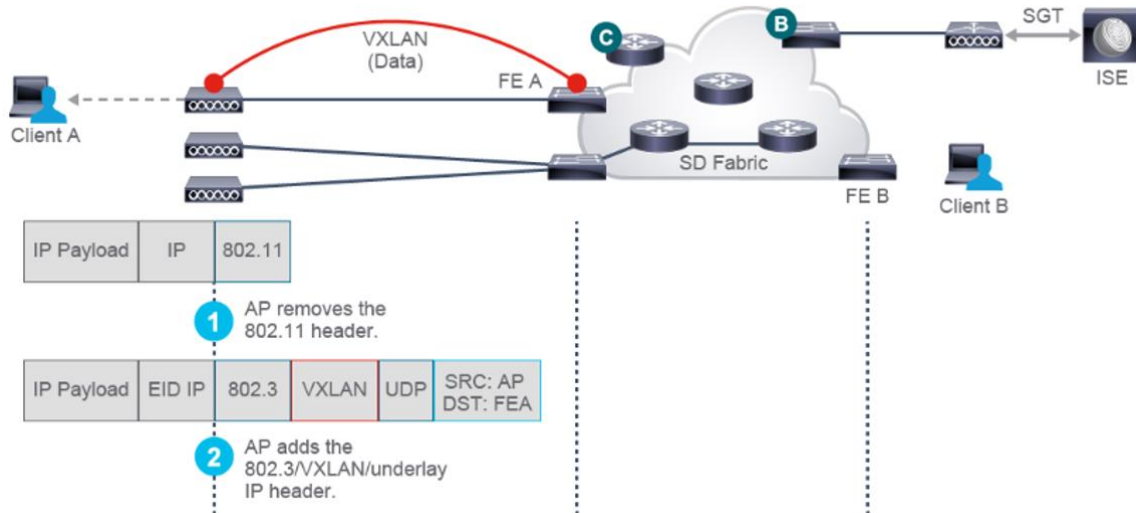 VXLAN
(Data)
C
B
SGT
FE A
ISE
Client A
SD Fabric
FE B
Client B
IP Payload IP 802.11
1 AP removes the
802.11 header.
IP Payload EID IP 802.3 VXLAN UDP SRC: AP
DST: FEA
2 AP adds the
802.3/VXLAN/underlay
IP header.